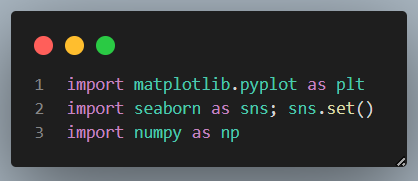 1 import matplotlib.pyplot as plt
2 import seaborn as sns; sns.set()
3 import numpy as np